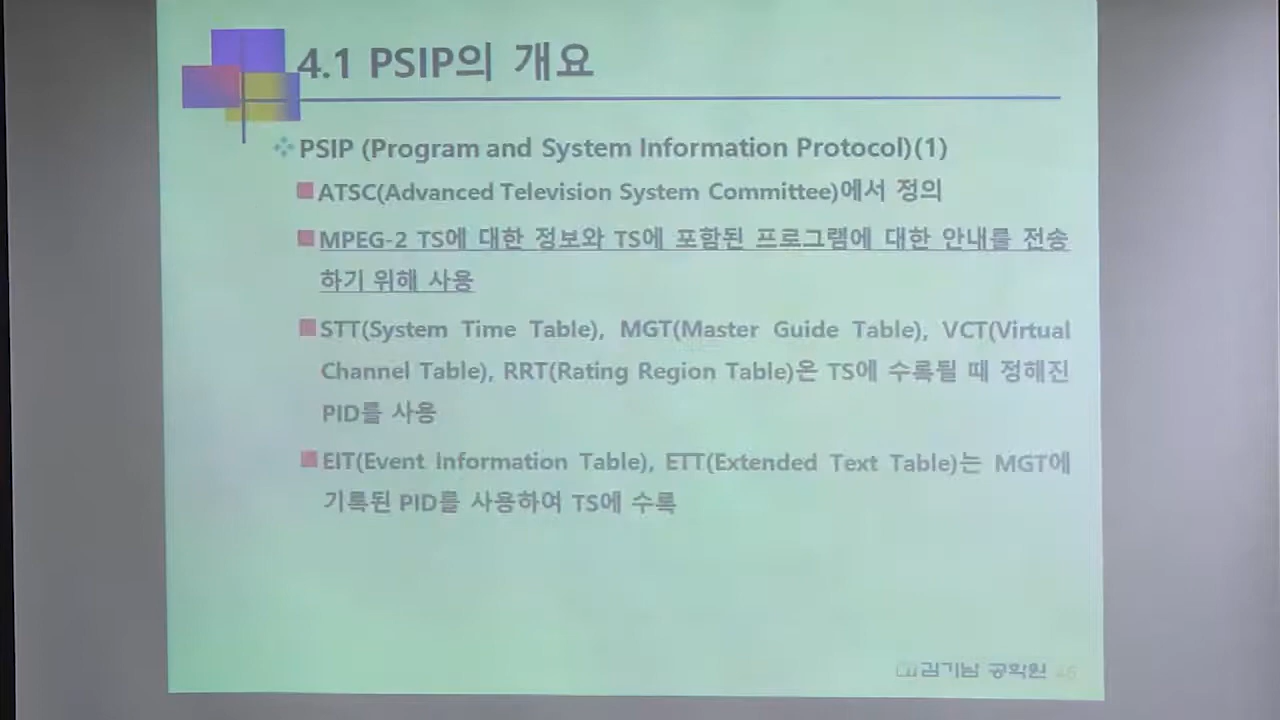 4.1 PSIP의 개요
PSIP (Program and System Information Protocol)(1)
ATSC(Advanced Television System Committee)에서 정의
MPEG-2 TS에 대한 정보와 TS에 포함된 프로그램에 대한 안내를 전송
하기 위해 사용
STT(System Time Table), MGT(Master Guide Table), VCT(Virtual
Channel Table), RRT(Rating Region Table)은 TS에 수록될 때 정해진
PID를 사용
EIT(Event Information Table), ETT(Extended Text Table)는 MGT에
기록된 PID를 사용하여 TS에 수록
김기남 공학원